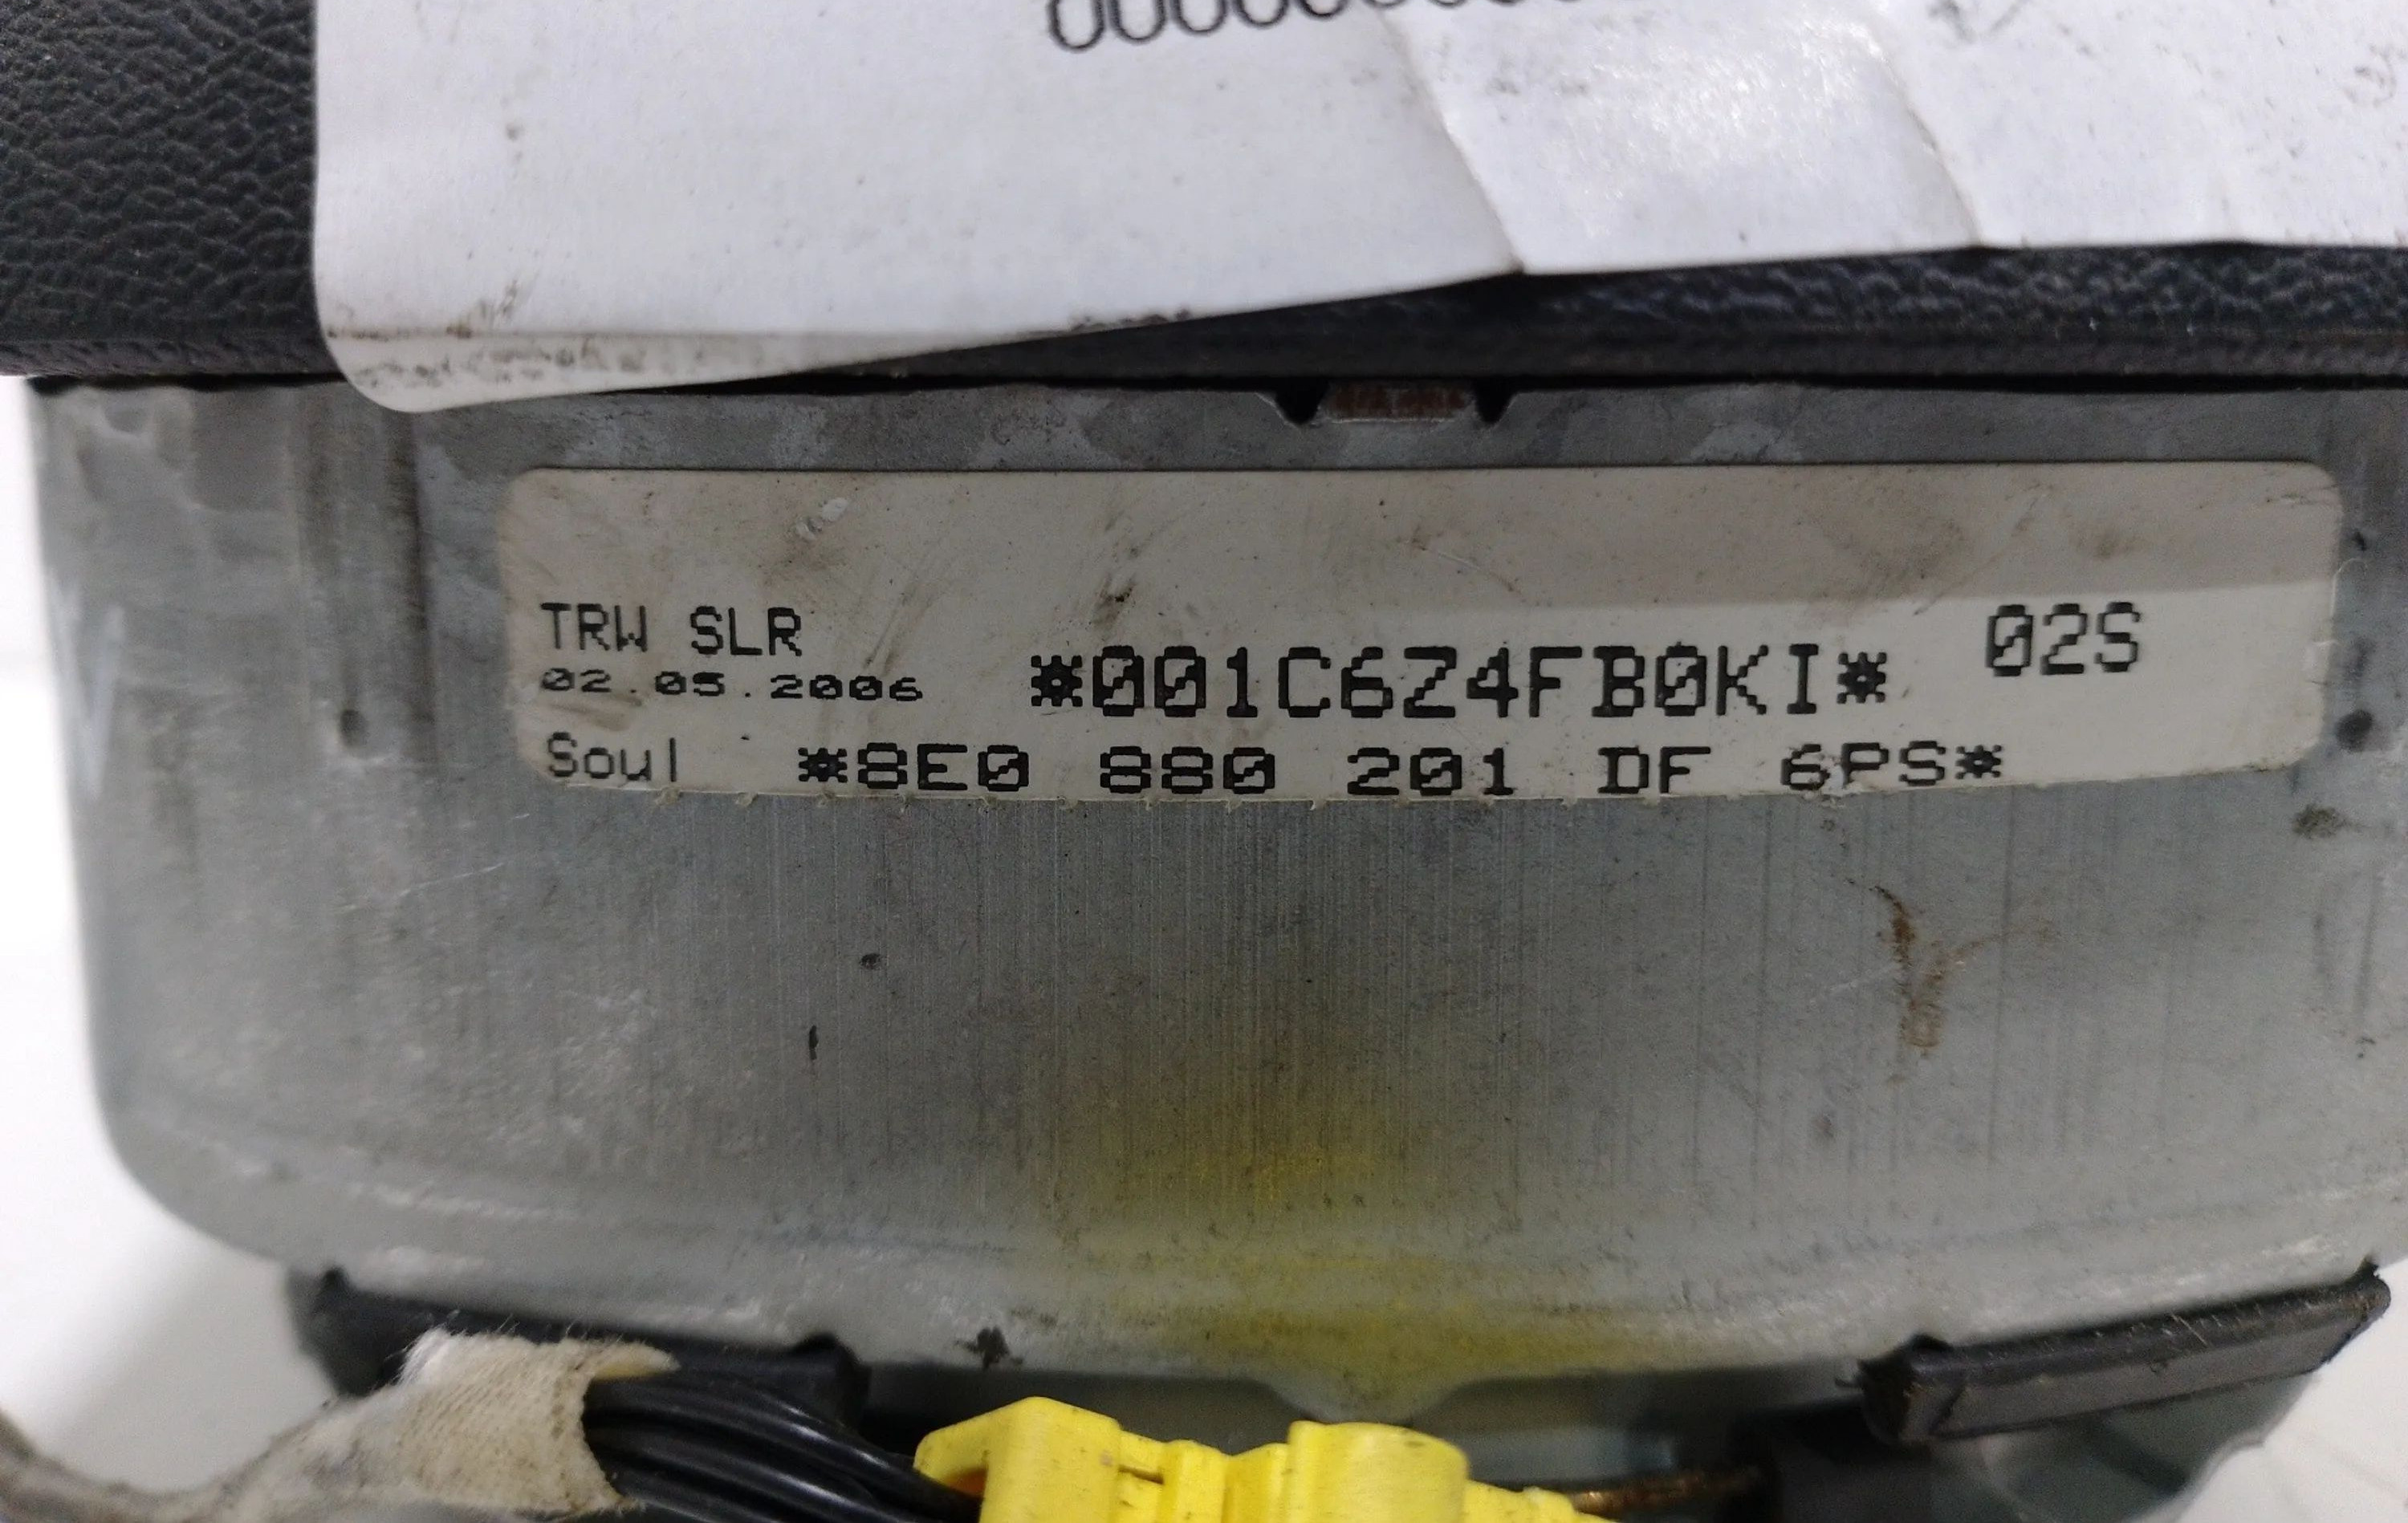 TRW SLR
02.05.2006 *001C6Z4FB0KI* 02S
Soul *8E0 880 201 DF 6PS*